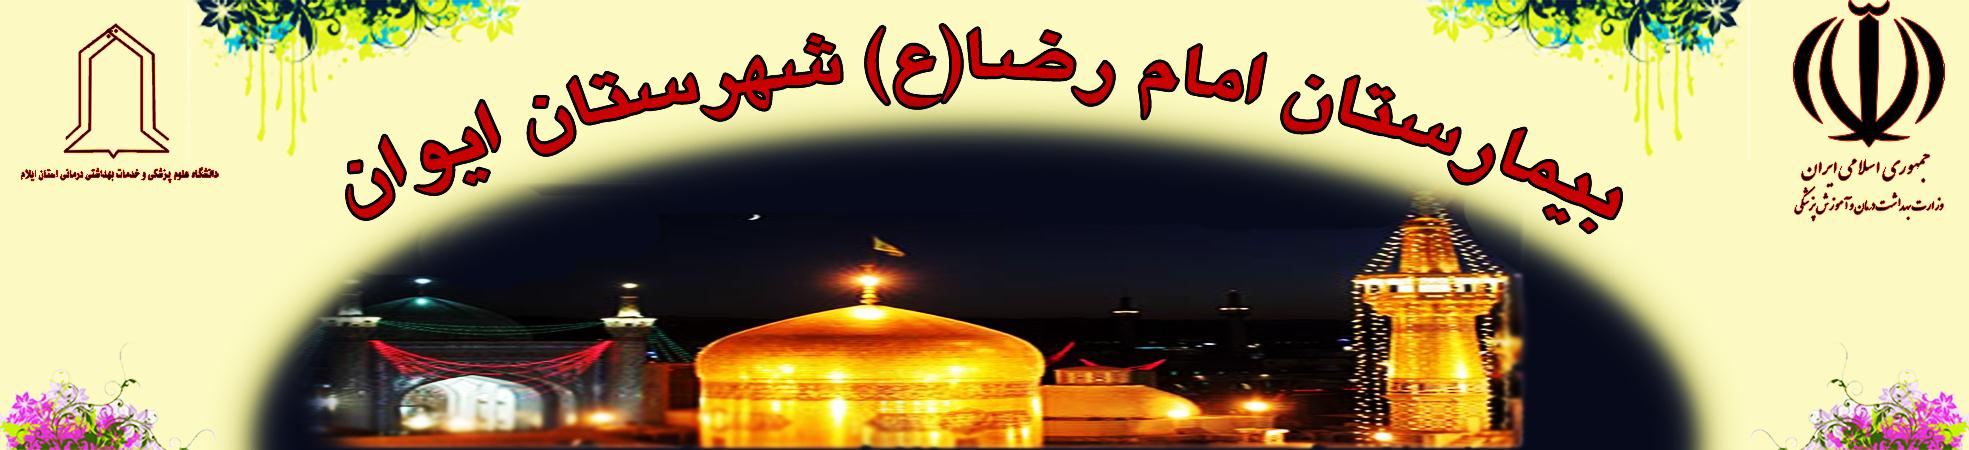 بیمارستان امام رضا(ع) شهرستان ایوان
جمهوری اسلامی ایران
وزارت بهداشت درمان و آموزش پزشکی
دانشگاه علوم پزشکی و خدمات بهداشتی درمانی استان ایلام